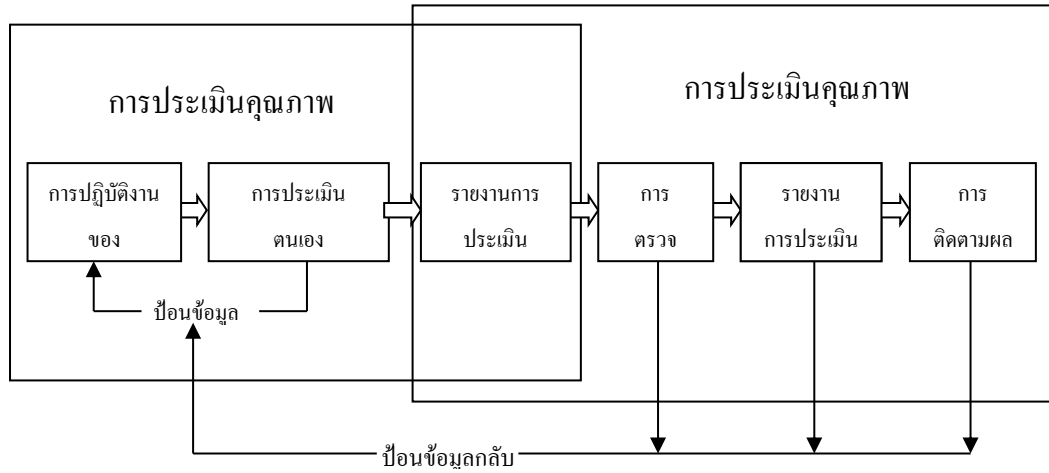 การประเมินคุณภาพ
การประเมินคุณภาพ
การปฏิบัติงาน
ของ
การประเมิน
ตนเอง
รายงานการ
ประเมิน
การ
ตรวจ
รายงาน
การประเมิน
การ
ติดตามผล
ป้อนข้อมูล
ป้อนข้อมูลกลับ